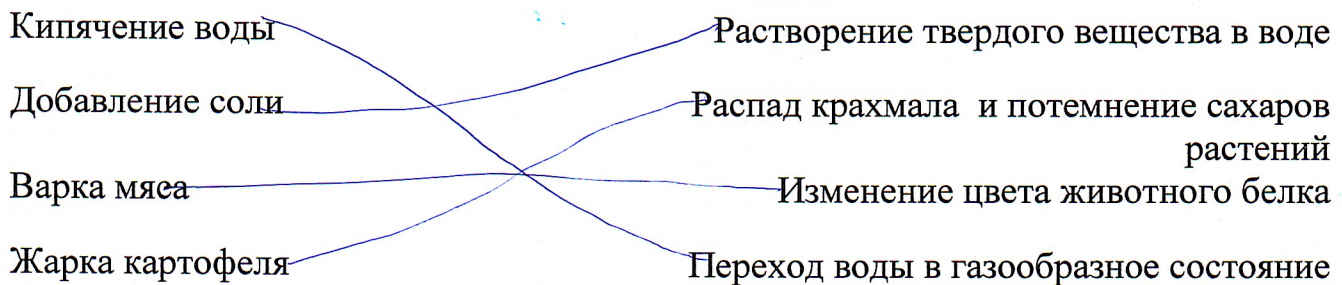 Кипячение воды
Растворение твердого вещества в воде
Добавление соли
Распад крахмала и потемнение сахаров
растений
Варка мяса
Изменение цвета животного белка
Жарка картофеля
Переход воды в газообразное состояние